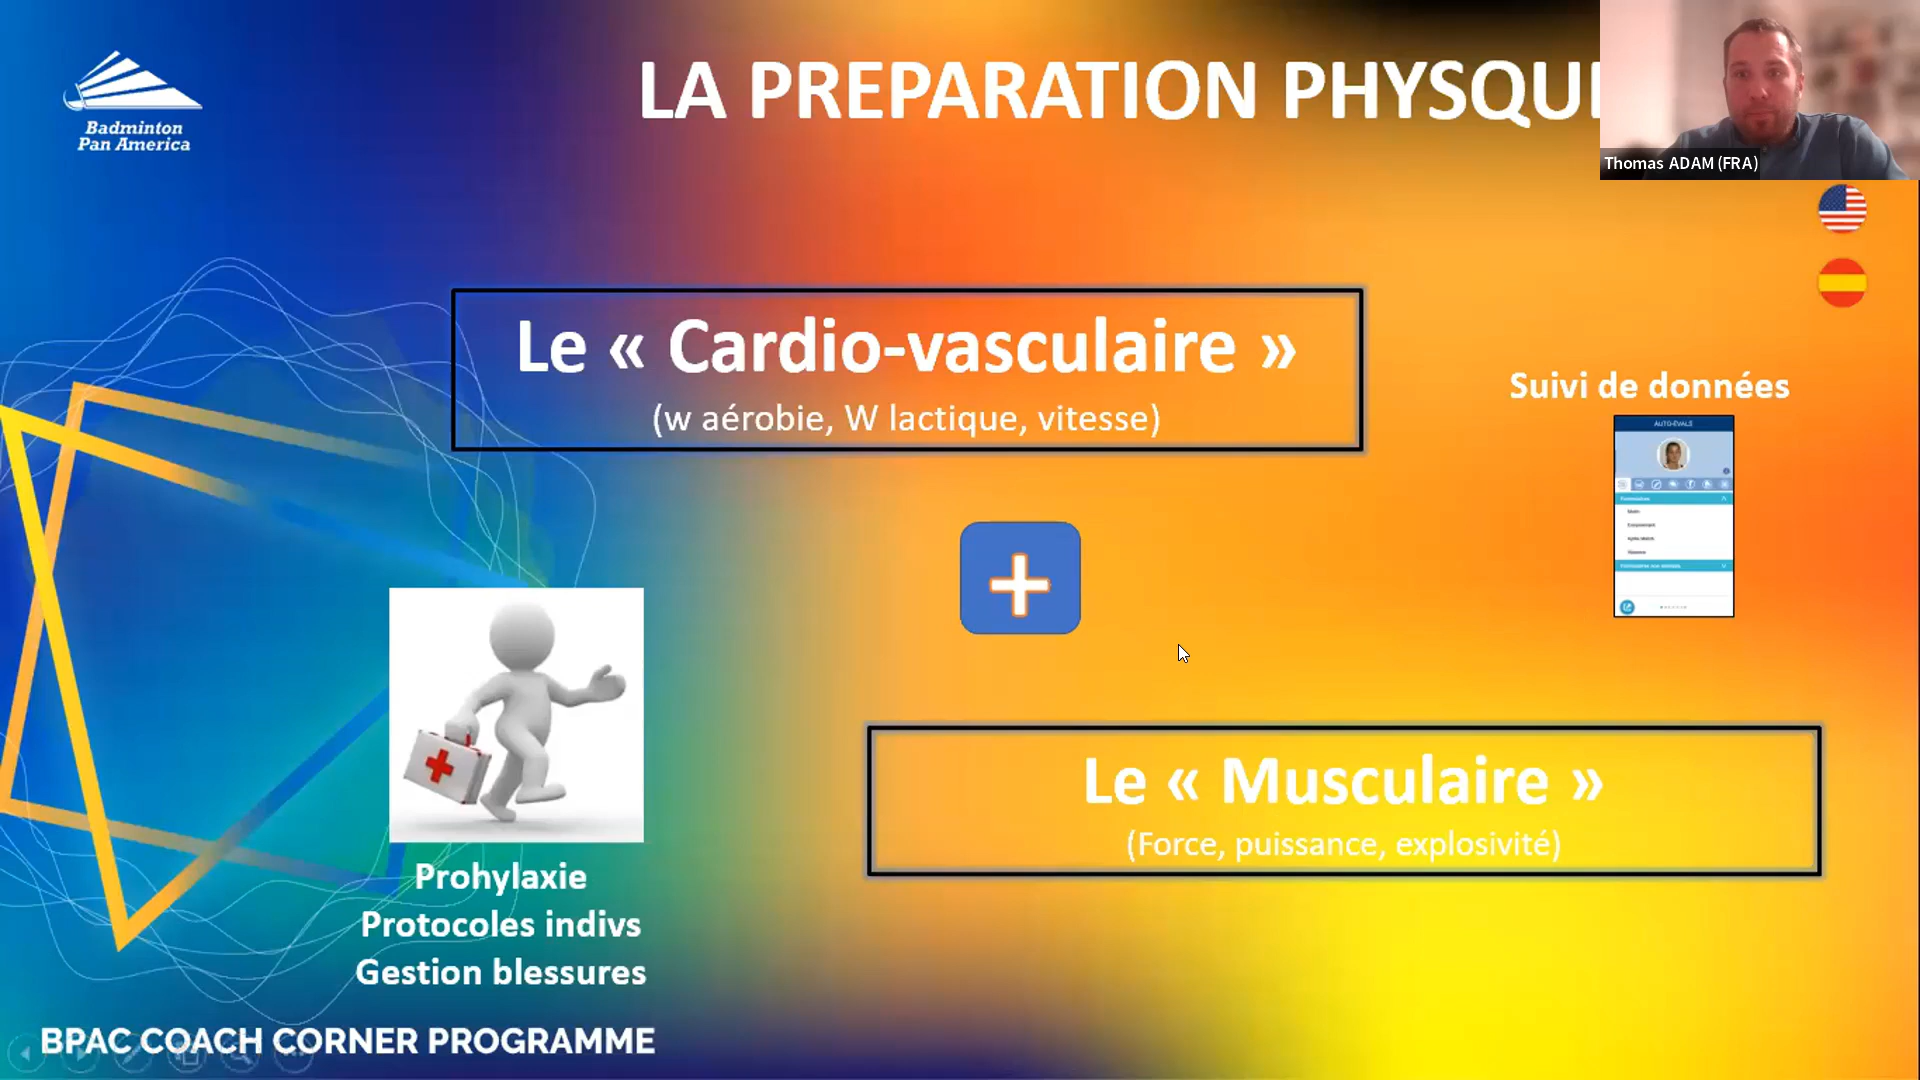 Badminton
Pan America
LA PREPARATION PHYSQU
Thomas ADAM (FRA)
Le « Cardio-vasculaire »
(w aérobie, W lactique, vitesse)
Suivi de données
AUTO-ÉVALS
Le « Musculaire »
(Force, puissance, explosivité)
Prohylaxie
Protocoles indivs
Gestion blessures
BPAC COACH CORNER PROGRAMME